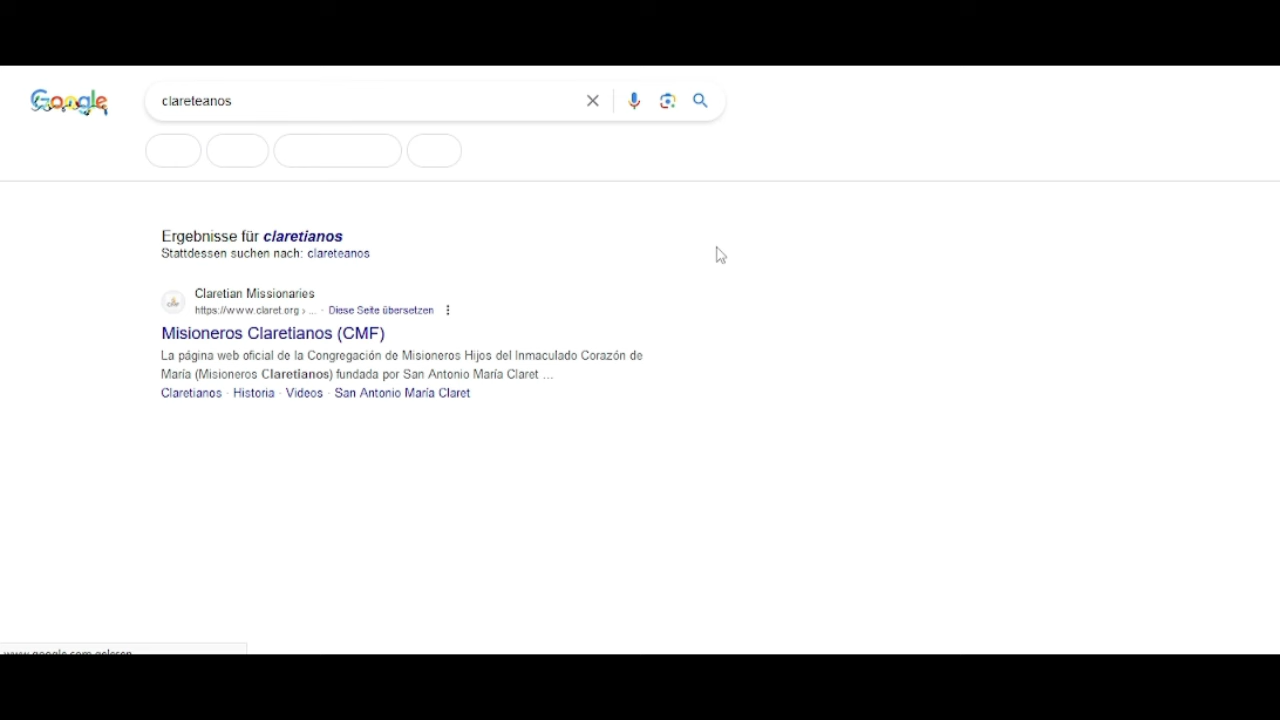 Google
clareteanos
Ergebnisse für claretianos
Stattdessen suchen nach: clareteanos
Claretian Missionaries
https://www.claret.org › ... · Diese Seite übersetzen
Misioneros Claretianos (CMF)
La página web oficial de la Congregación de Misioneros Hijos del Inmaculado Corazón de
María (Misioneros Claretianos) fundada por San Antonio María Claret ...
Claretianos · Historia · Videos · San Antonio María Claret